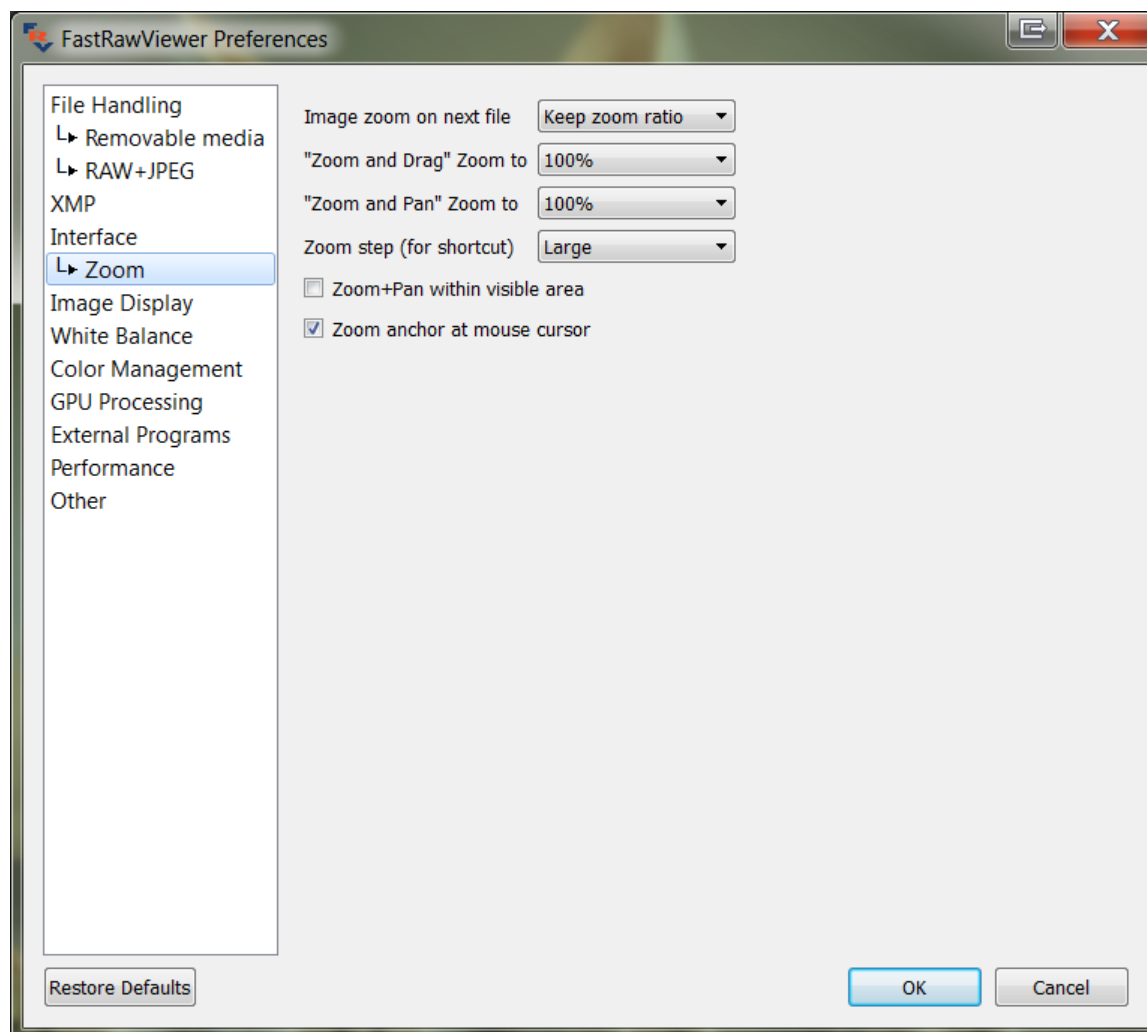 FastRawViewer Preferences
File Handling
Removable media
RAW+JPEG
XMP
Interface
Zoom
Image Display
White Balance
Color Management
GPU Processing
External Programs
Performance
Other
Image zoom on next file Keep zoom ratio
"Zoom and Drag" Zoom to 100%
"Zoom and Pan" Zoom to 100%
Zoom step (for shortcut) Large
Zoom+Pan within visible area
Zoom anchor at mouse cursor
Restore Defaults OK Cancel